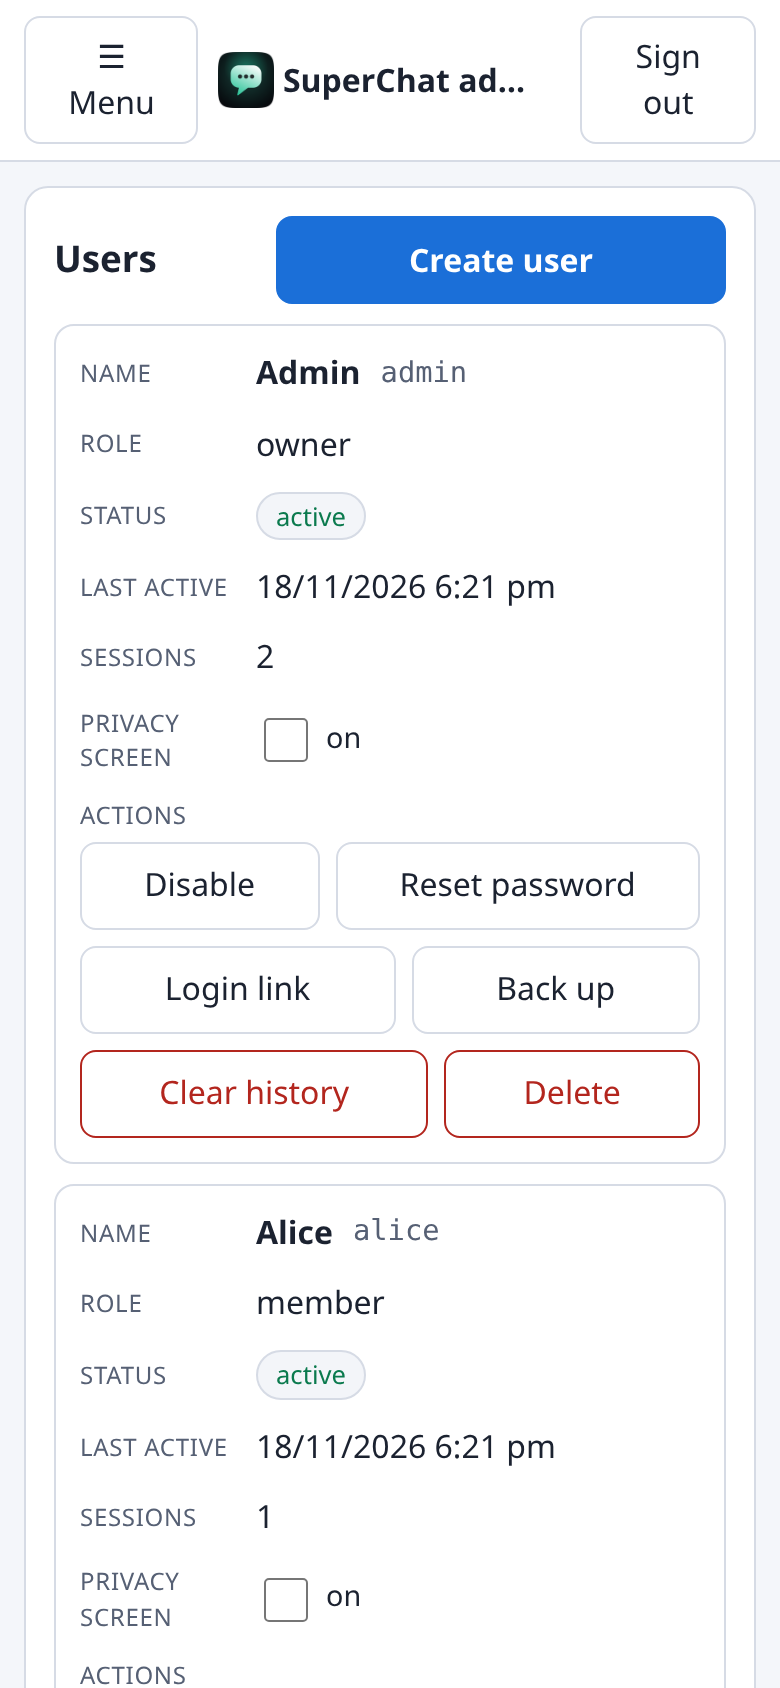 ☰
Menu
SuperChat ad...
Sign
out
Users
Create user
NAME Admin admin
ROLE owner
STATUS active
LAST ACTIVE 18/11/2026 6:21 pm
SESSIONS 2
PRIVACY
SCREEN on
ACTIONS
Disable Reset password
Login link Back up
Clear history Delete
NAME Alice alice
ROLE member
STATUS active
LAST ACTIVE 18/11/2026 6:21 pm
SESSIONS 1
PRIVACY
SCREEN on
ACTIONS